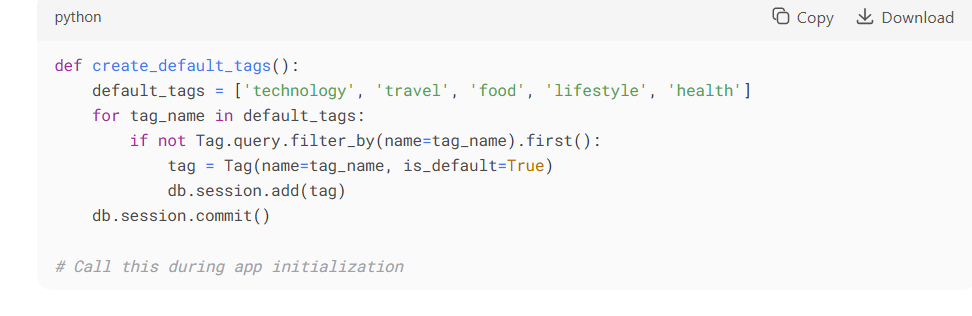 python
Copy
Download
def create_default_tags():
    default_tags = ['technology', 'travel', 'food', 'lifestyle', 'health']
    for tag_name in default_tags:
        if not Tag.query.filter_by(name=tag_name).first():
            tag = Tag(name=tag_name, is_default=True)
            db.session.add(tag)
    db.session.commit()

# Call this during app initialization